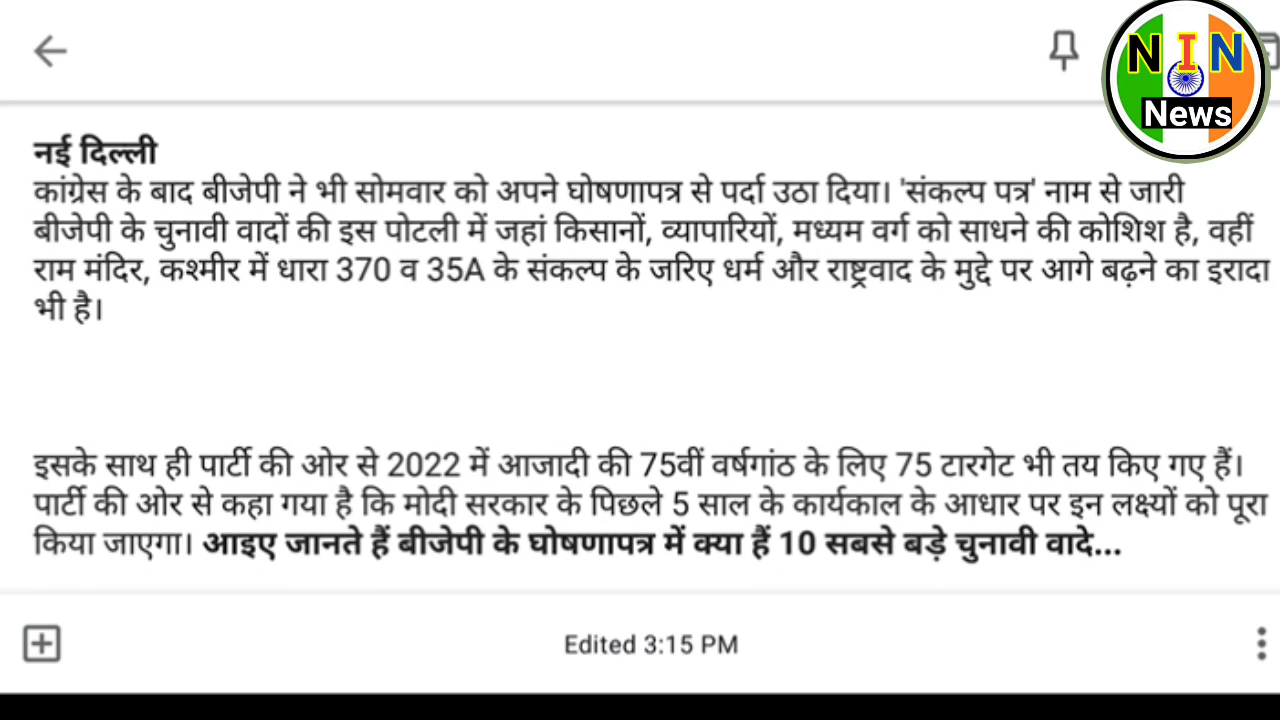 N I N
News
नई दिल्ली
कांग्रेस के बाद बीजेपी ने भी सोमवार को अपने घोषणापत्र से पर्दा उठा दिया। 'संकल्प पत्र' नाम से जारी
बीजेपी के चुनावी वादों की इस पोटली में जहां किसानों, व्यापारियों, मध्यम वर्ग को साधने की कोशिश है, वहीं
राम मंदिर, कश्मीर में धारा 370 व 35A के संकल्प के जरिए धर्म और राष्ट्रवाद के मुद्दे पर आगे बढ़ने का इरादा
भी है।
इसके साथ ही पार्टी की ओर से 2022 में आजादी की 75वीं वर्षगांठ के लिए 75 टारगेट भी तय किए गए हैं।
पार्टी की ओर से कहा गया है कि मोदी सरकार के पिछले 5 साल के कार्यकाल के आधार पर इन लक्ष्यों को पूरा
किया जाएगा। आइए जानते हैं बीजेपी के घोषणापत्र में क्या हैं 10 सबसे बड़े चुनावी वादे...
Edited 3:15 PM